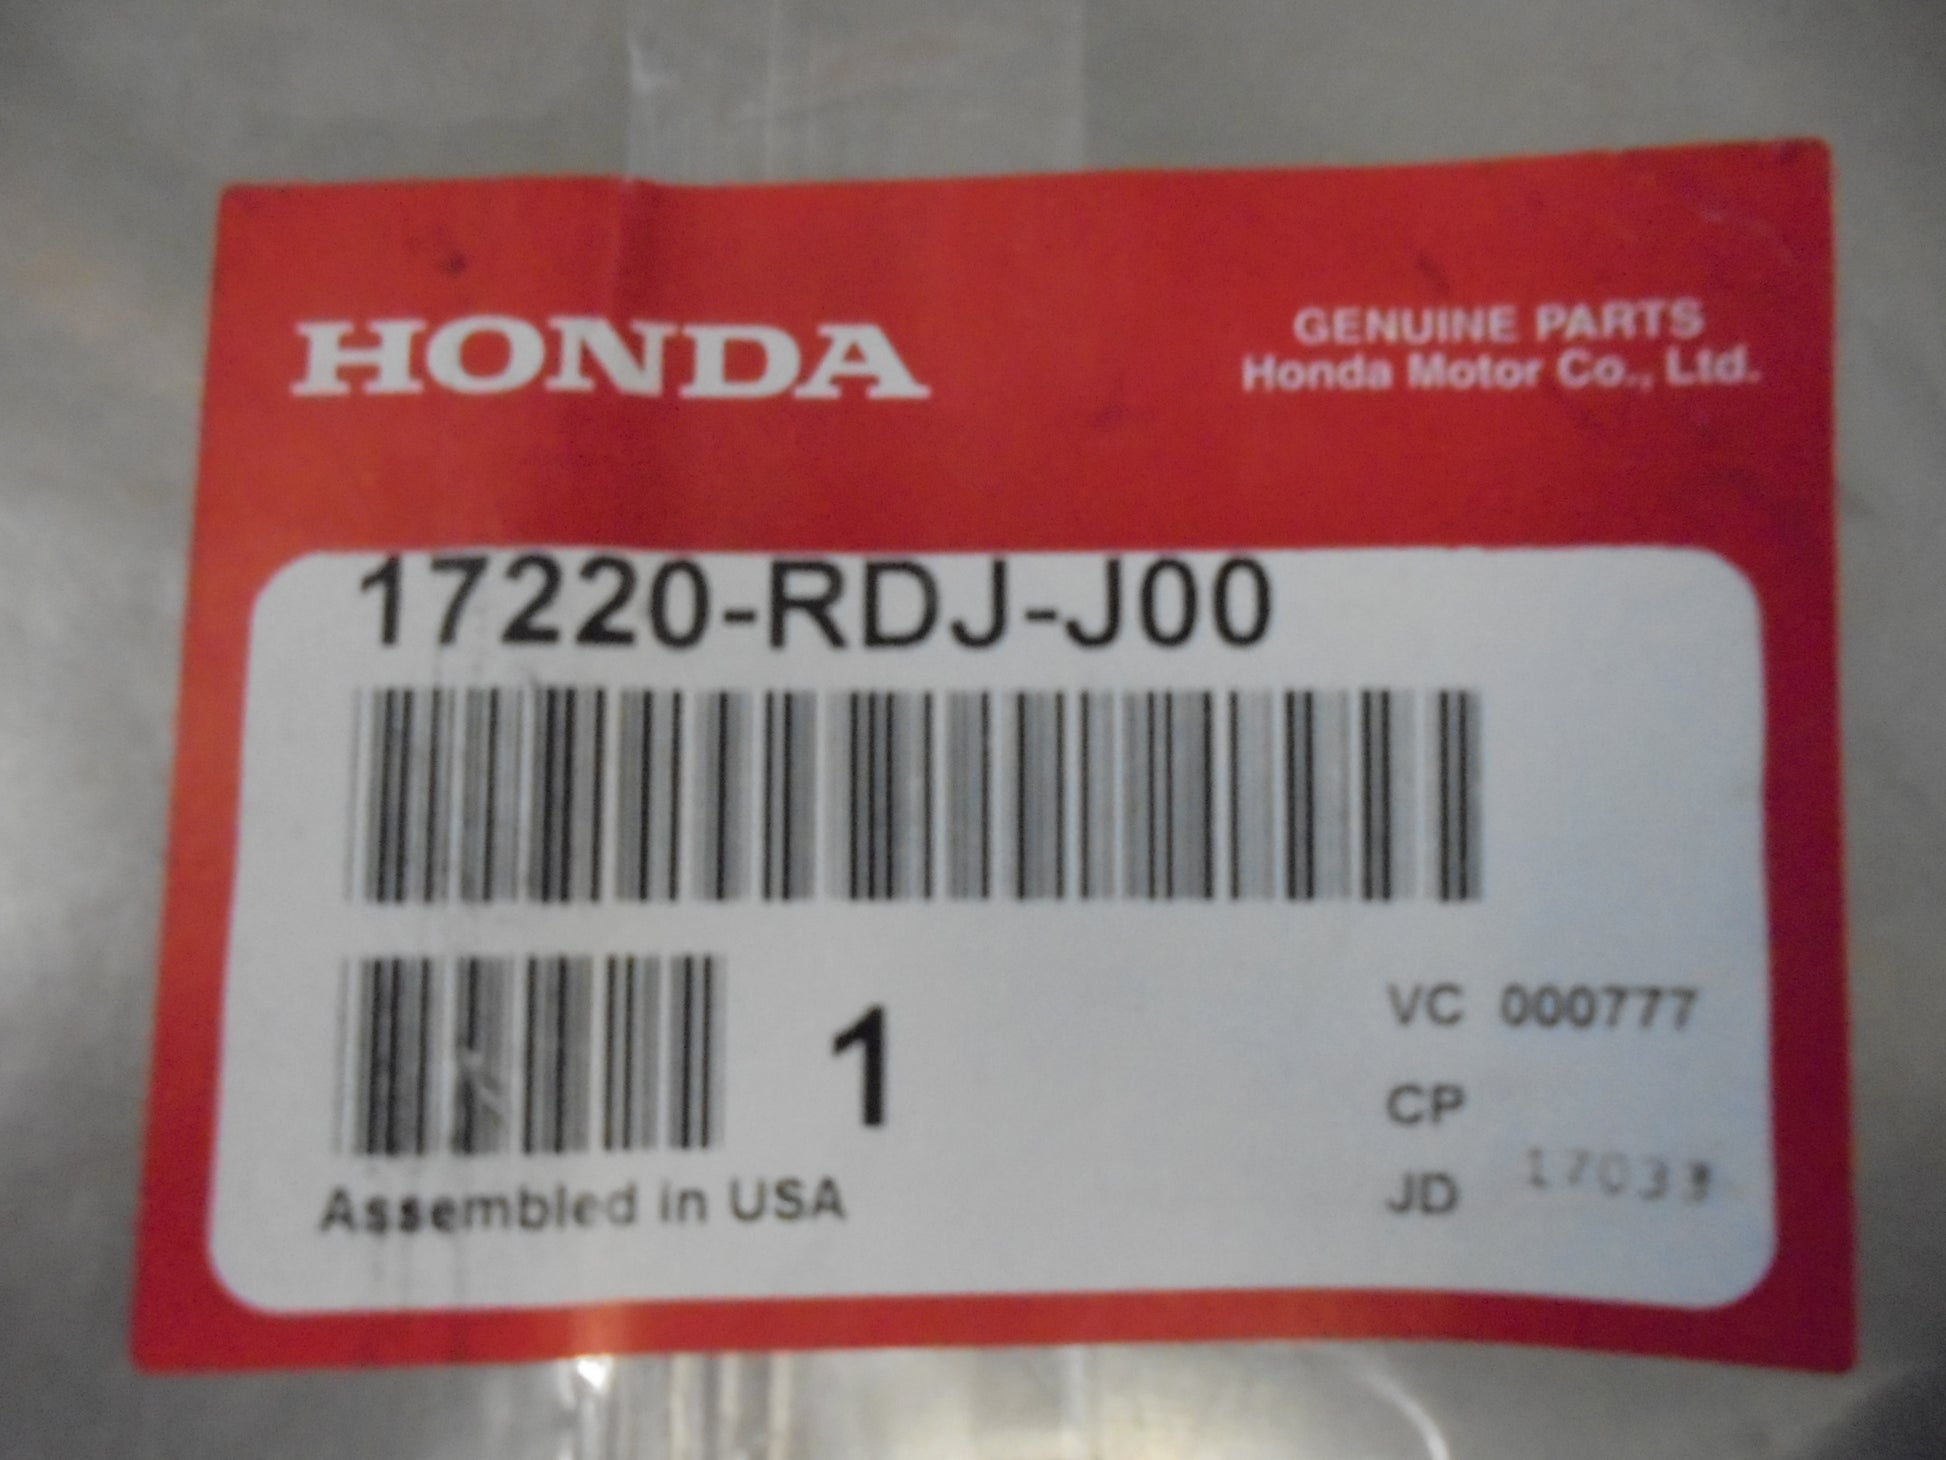 HONDA
GENUINE PARTS
Honda Motor Co., Ltd.
17220-RDJ-J00
1
VC 000777
CP
JD
Assembled in USA